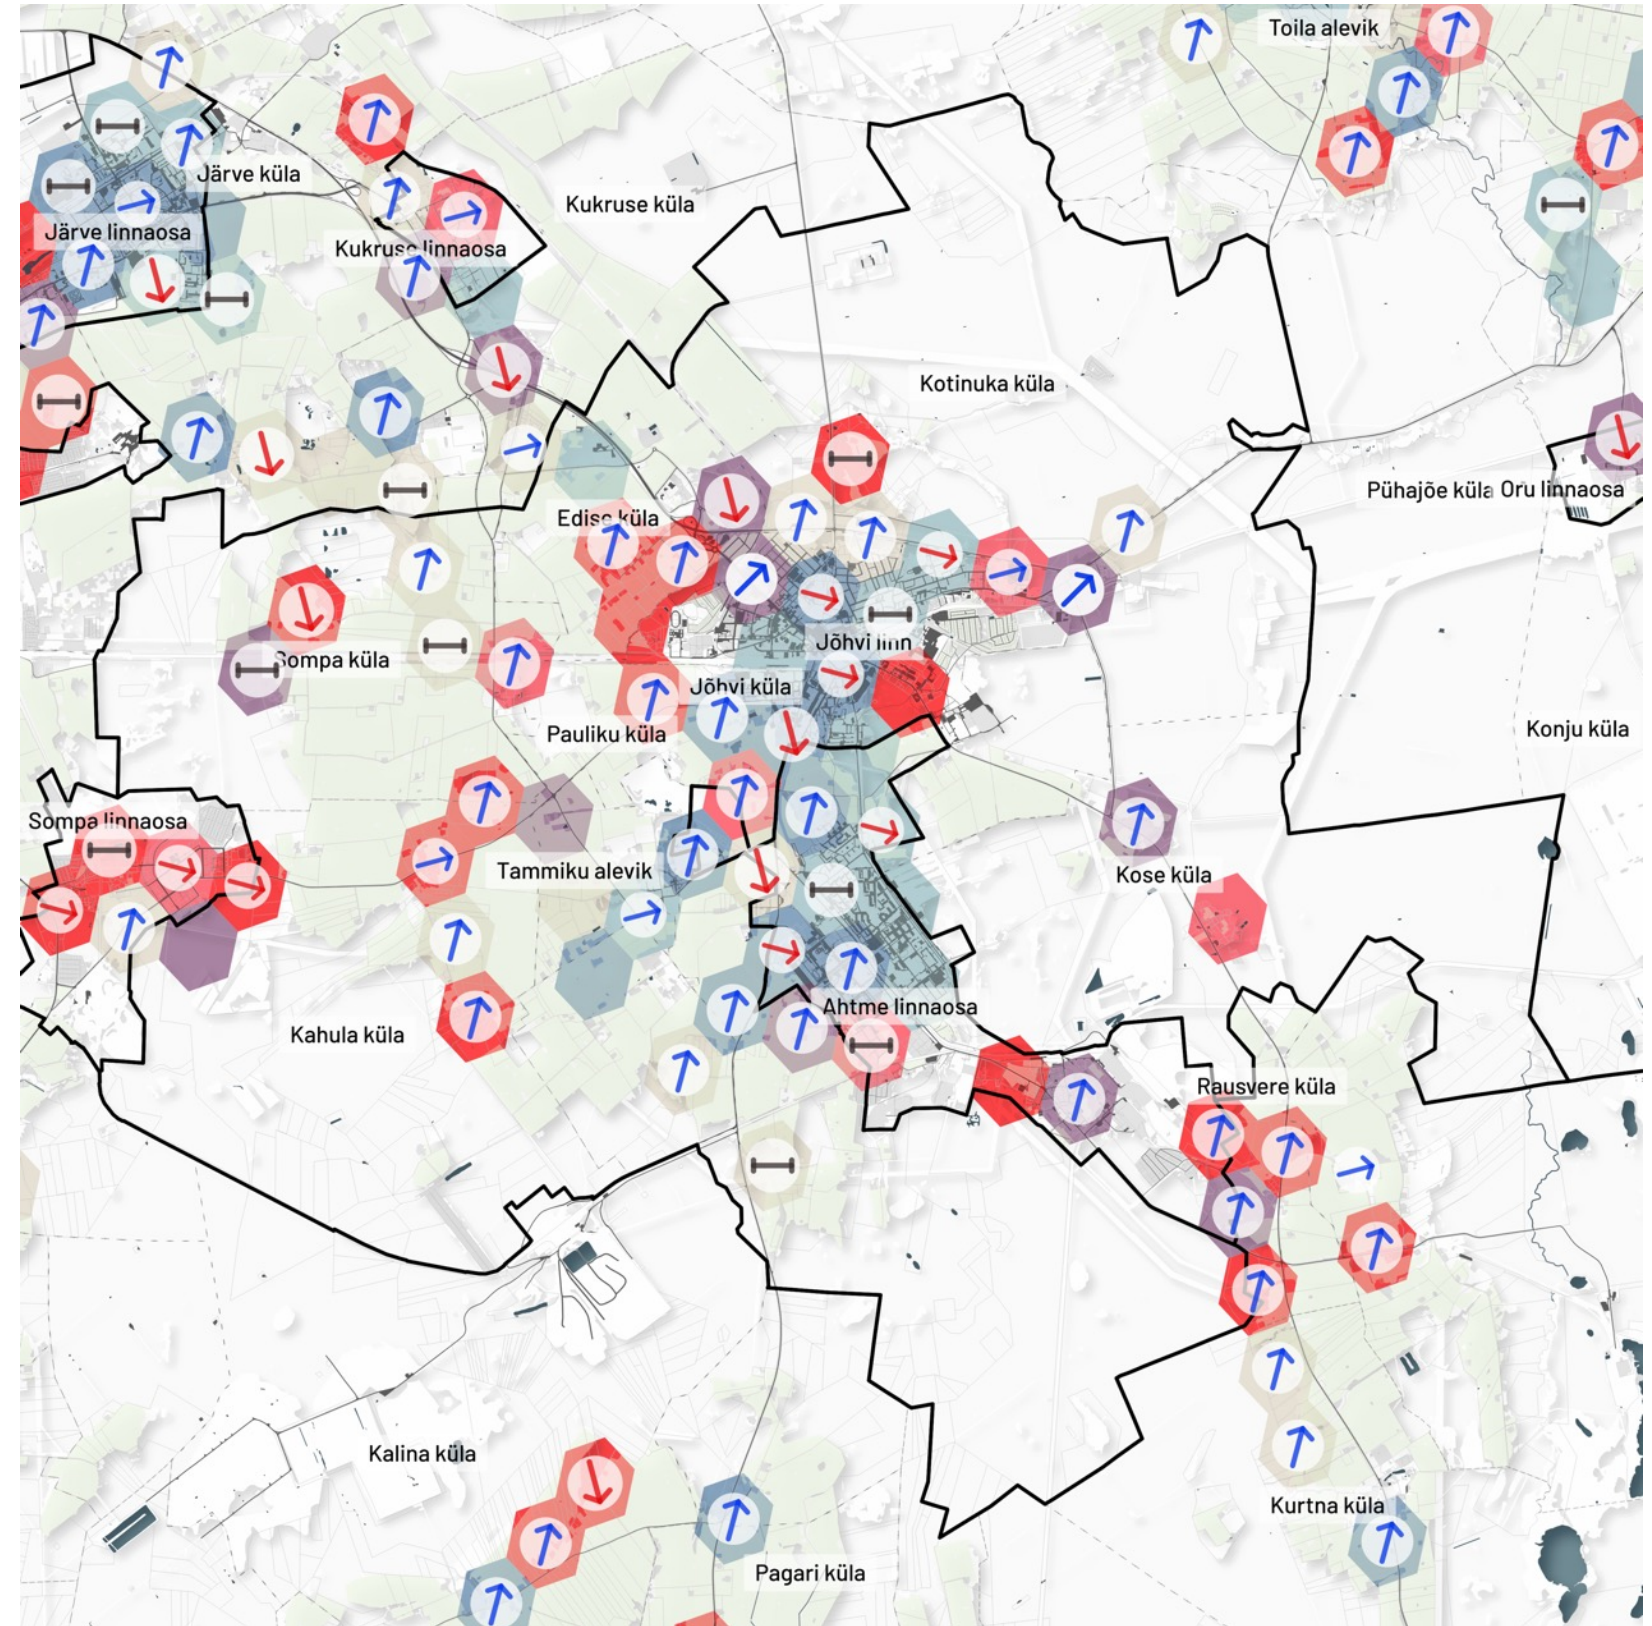 Toila alevik
Järve küla
Kukruse küla
Järve linnaosa
Kukruse linnaosa
Kotinuka küla
Pühajõe küla
Oru linnaosa
Edise küla
Jõhvi linn
Sompa küla
Jõhvi küla
Pauliku küla
Konju küla
Sompa linnaosa
Tammiku alevik
Kose küla
Ahtme linnaosa
Kahula küla
Rausvere küla
Kalina küla
Kurtna küla
Pagari küla